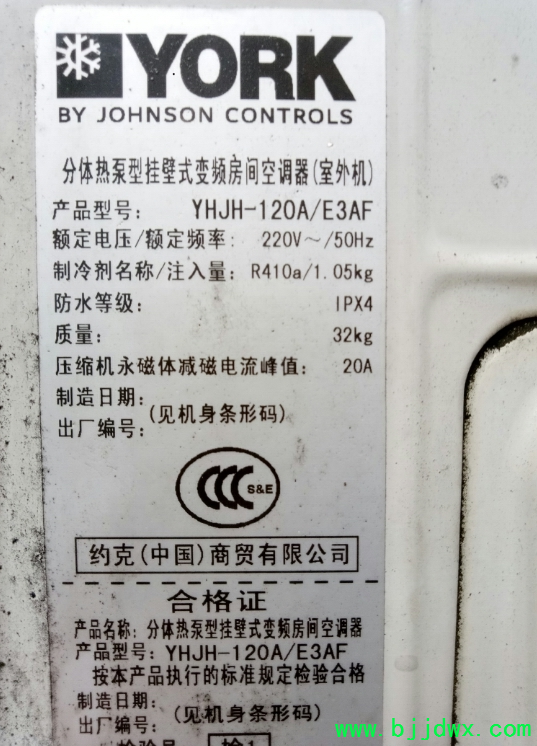 YORK
BY JOHNSON CONTROLS
分体热泵型挂壁式变频房间空调器(室外机)
产品型号: YHJH-120A/E3AF
额定电压/额定频率: 220V～/50Hz
制冷剂名称/注入量: R410a/1.05kg
防水等级: IPX4
质量: 32kg
压缩机永磁体减磁电流峰值: 20A
制造日期:
(见机身条形码)
出厂编号:
CCC S&E
约克(中国)商贸有限公司
合格证
产品名称: 分体热泵型挂壁式变频房间空调器
产品型号: YHJH-120A/E3AF
按本产品执行的标准规定检验合格
制造日期:
(见机身条形码)
出厂编号:
检验号 检1
www.bjjdwx.com